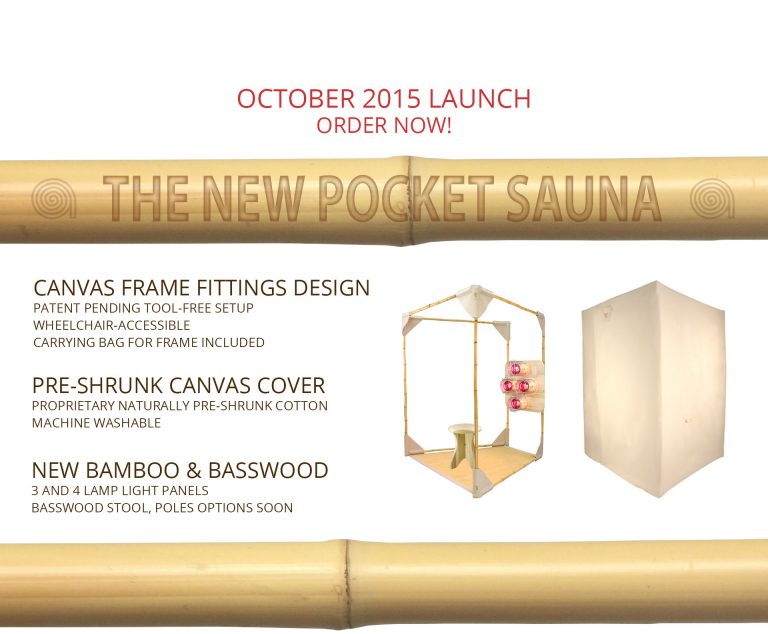 OCTOBER 2015 LAUNCH
ORDER NOW!
THE NEW POCKET SAUNA
CANVAS FRAME FITTINGS DESIGN
PATENT PENDING TOOL-FREE SETUP
WHEELCHAIR-ACCESSIBLE
CARRYING BAG FOR FRAME INCLUDED
PRE-SHRUNK CANVAS COVER
PROPRIETARY NATURALLY PRE-SHRUNK COTTON
MACHINE WASHABLE
NEW BAMBOO & BASSWOOD
3 AND 4 LAMP LIGHT PANELS
BASSWOOD STOOL, POLES OPTIONS SOON